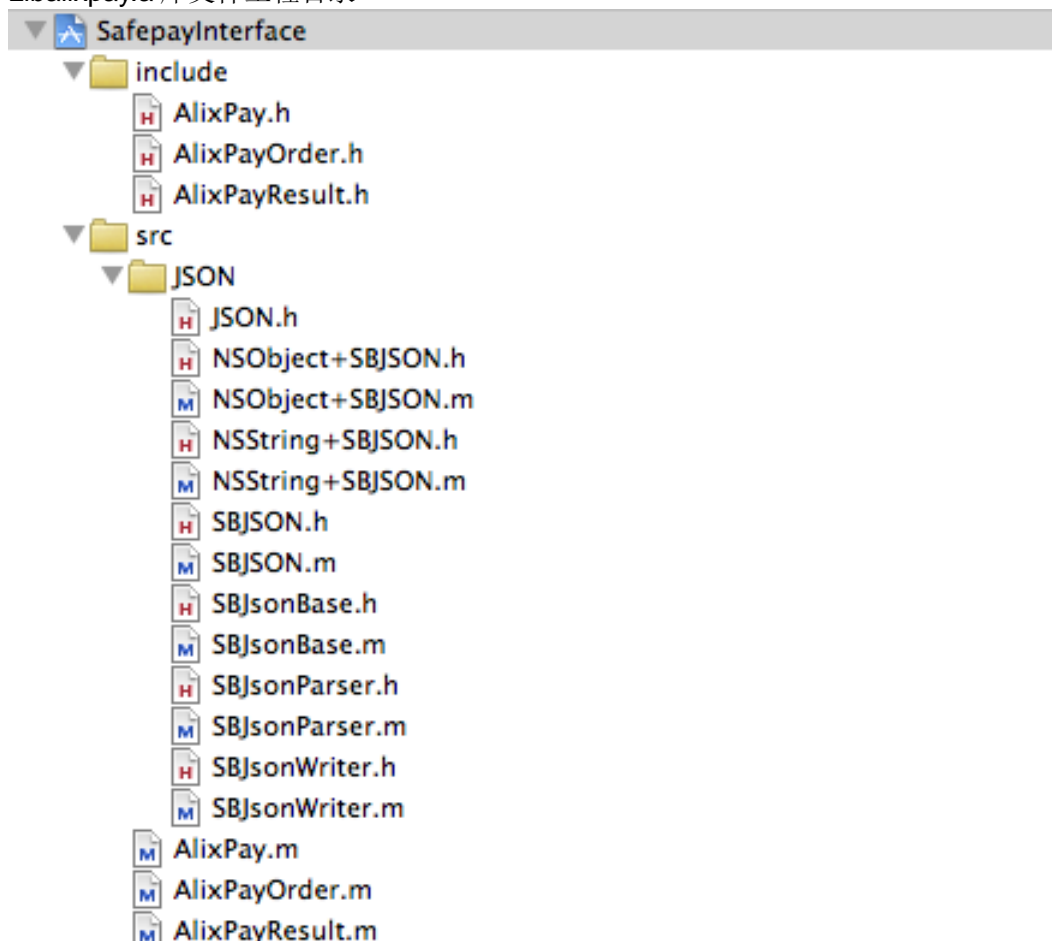 SafepayInterface
include
H AlixPay.h
H AlixPayOrder.h
H AlixPayResult.h
src
JSON
H JSON.h
H NSObject+SBJSON.h
M NSObject+SBJSON.m
H NSString+SBJSON.h
M NSString+SBJSON.m
H SBJSON.h
M SBJSON.m
H SBJsonBase.h
M SBJsonBase.m
H SBJsonParser.h
M SBJsonParser.m
H SBJsonWriter.h
M SBJsonWriter.m
M AlixPay.m
M AlixPayOrder.m
M AlixPayResult.m